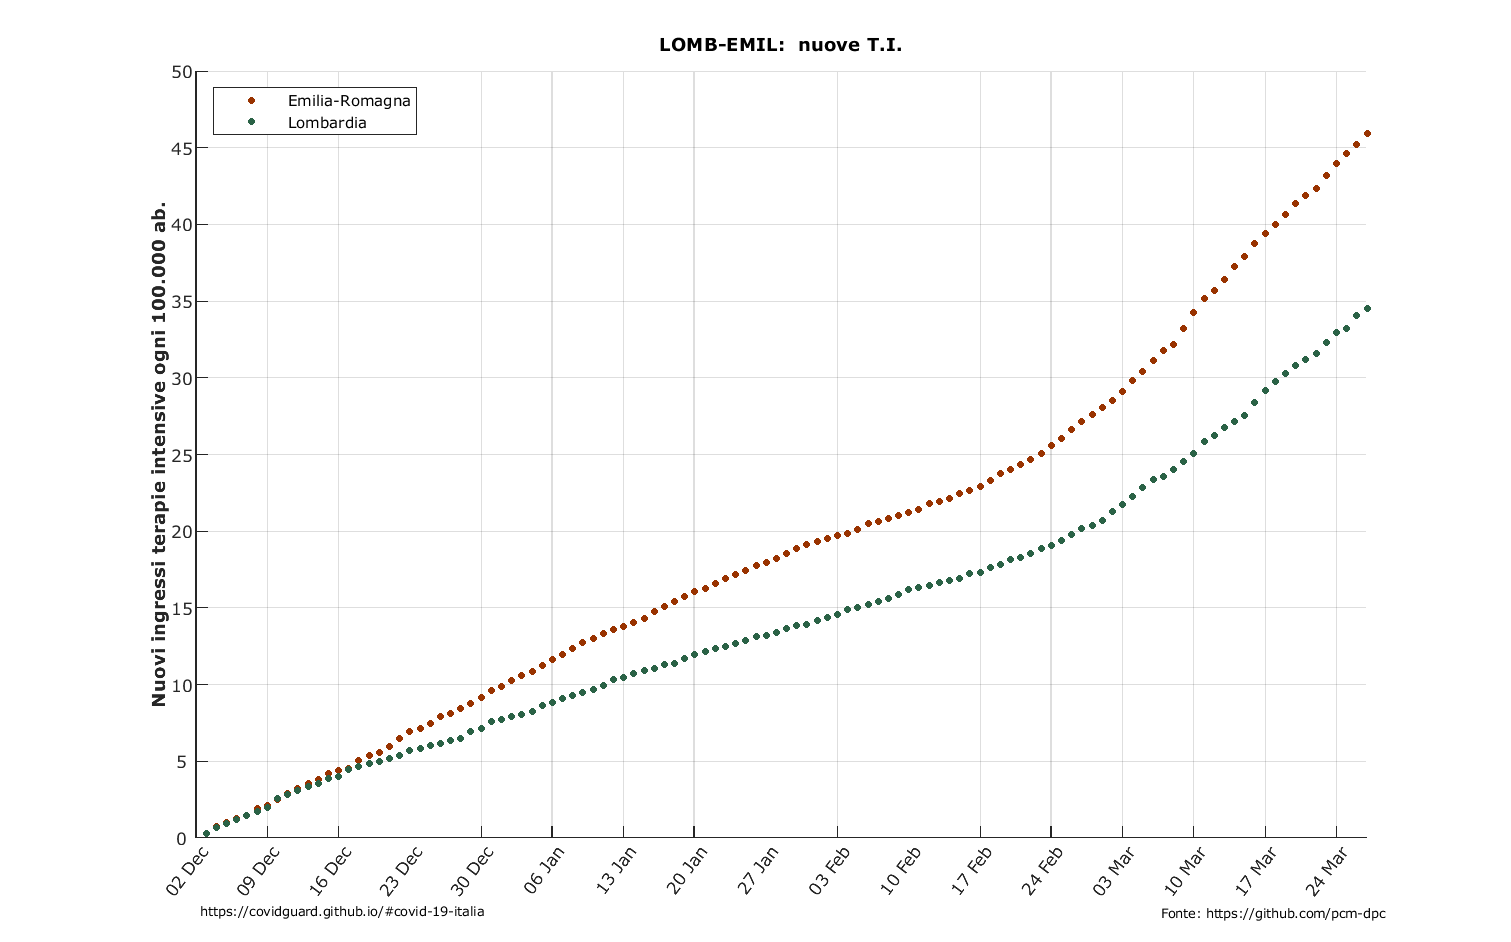 LOMB-EMIL:  nuove T.I.
Emilia-Romagna
Lombardia
Nuovi ingressi terapie intensive ogni 100.000 ab.
50
45
40
35
30
25
20
15
10
5
0
02 Dec
09 Dec
16 Dec
23 Dec
30 Dec
06 Jan
13 Jan
20 Jan
27 Jan
03 Feb
10 Feb
17 Feb
24 Feb
03 Mar
10 Mar
17 Mar
24 Mar
https://covidguard.github.io/#covid-19-italia
Fonte: https://github.com/pcm-dpc